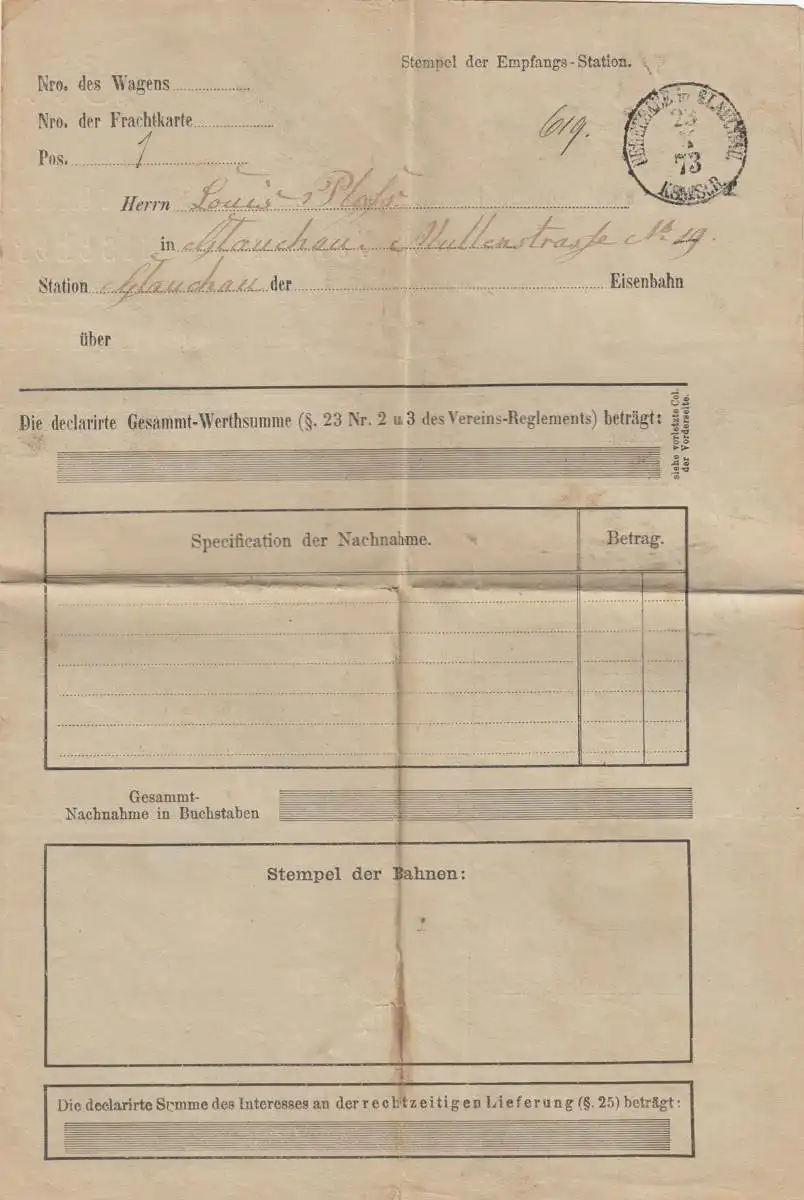 Stempel der Empfangs-Station.
Nro. des Wagens
Nro. der Frachtkarte
619.
Pos. 1
GLAUCHAU
23
73
Herrn Louis
in Glauchau, No 19.
Station Glauchau der Eisenbahn
über
Die declarirte Gesammt-Werthsumme (§. 23 Nr. 2 u 3 des Vereins-Reglements) beträgt:
siehe vorletzte Col.
der Vorderseite.
Specification der Nachnahme. Betrag.
Gesammt-
Nachnahme in Buchstaben
Stempel der Bahnen:
Die declarirte Summe des Interesses an der rechtzeitigen Lieferung (§. 25) beträgt: